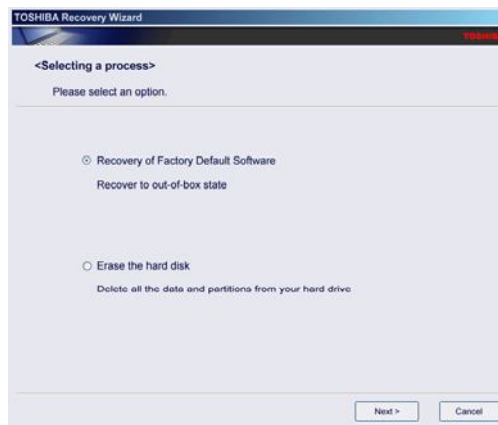 TOSHIBA Recovery Wizard
TOSHIBA
<Selecting a process>
Please select an option.
Recovery of Factory Default Software
Recover to out-of-box state
Erase the hard disk
Delete all the data and partitions from your hard drive
Next >
Cancel